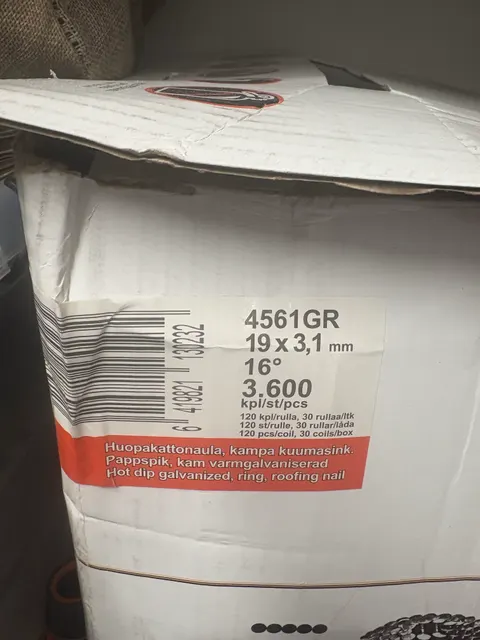 4561GR
19 x 3,1 mm
16°
3.600
kpl/st/pcs
120 kpl/rulla, 30 rullaa/ltk
120 st/rulle, 30 rullar/låda
120 pcs/coil, 30 coils/box
6 419821 130232
Huopakattonaula, kampa kuumasink.
Pappspik, kam varmgalvaniserad
Hot dip galvanized, ring, roofing nail